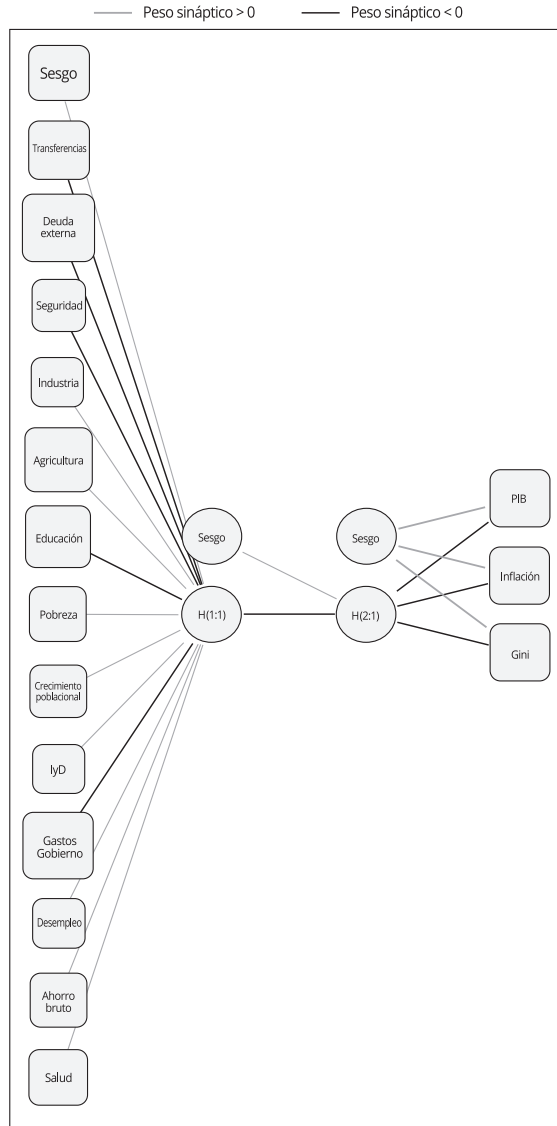 Peso sináptico > 0
Peso sináptico < 0
Sesgo
Transferencias
Deuda
externa
Seguridad
Industria
Agricultura
Educación
Pobreza
Crecimiento
poblacional
IyD
Gastos
Gobierno
Desempleo
Ahorro
bruto
Salud
Sesgo
H(1:1)
Sesgo
H(2:1)
PIB
Inflación
Gini